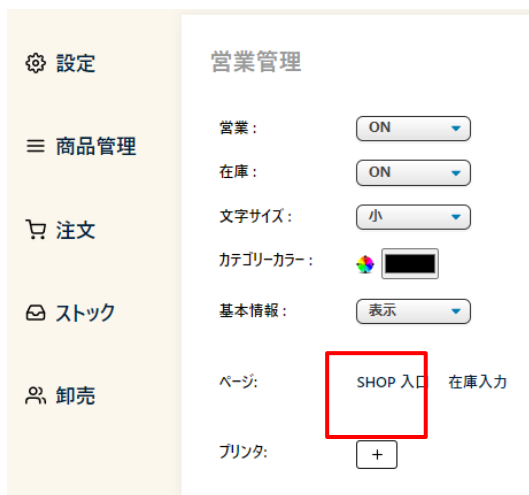 設定
商品管理
注文
ストック
卸売
営業管理
営業 : ON
在庫 : ON
文字サイズ : 小
カテゴリーカラー :
基本情報 : 表示
ページ: SHOP 入口 在庫入力
プリンタ: +